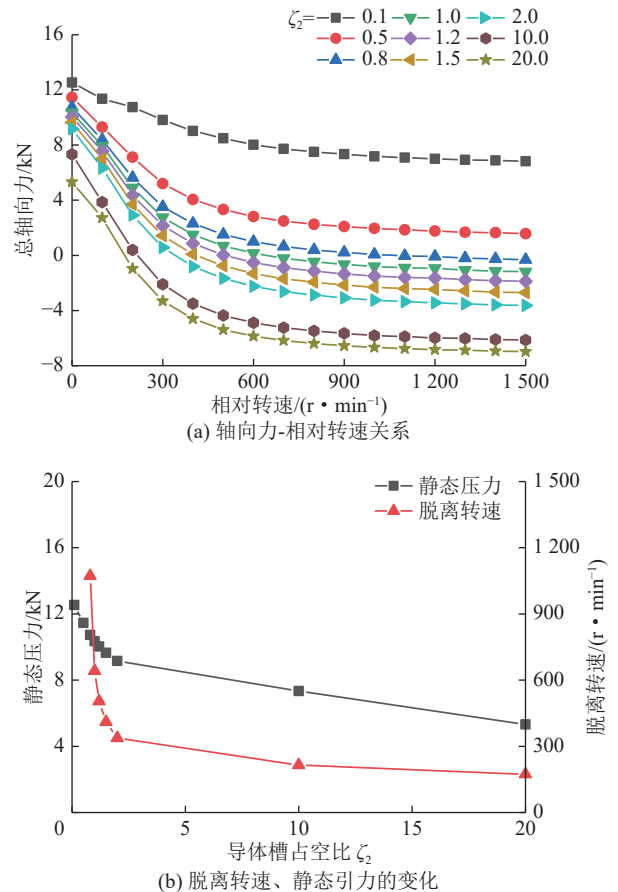 ζ₂= 0.1 1.0 2.0
0.5 1.2 10.0
0.8 1.5 20.0
16
12
8
4
0
−4
−8
总轴向力/kN
0 300 600 900 1 200 1 500
相对转速/(r·min⁻¹)
(a) 轴向力-相对转速关系
静态压力
脱离转速
20
16
12
8
4
0
静态压力/kN
1 500
1 200
900
600
300
0
脱离转速/(r·min⁻¹)
0 5 10 15 20
导体槽占空比 ζ₂
(b) 脱离转速、静态引力的变化